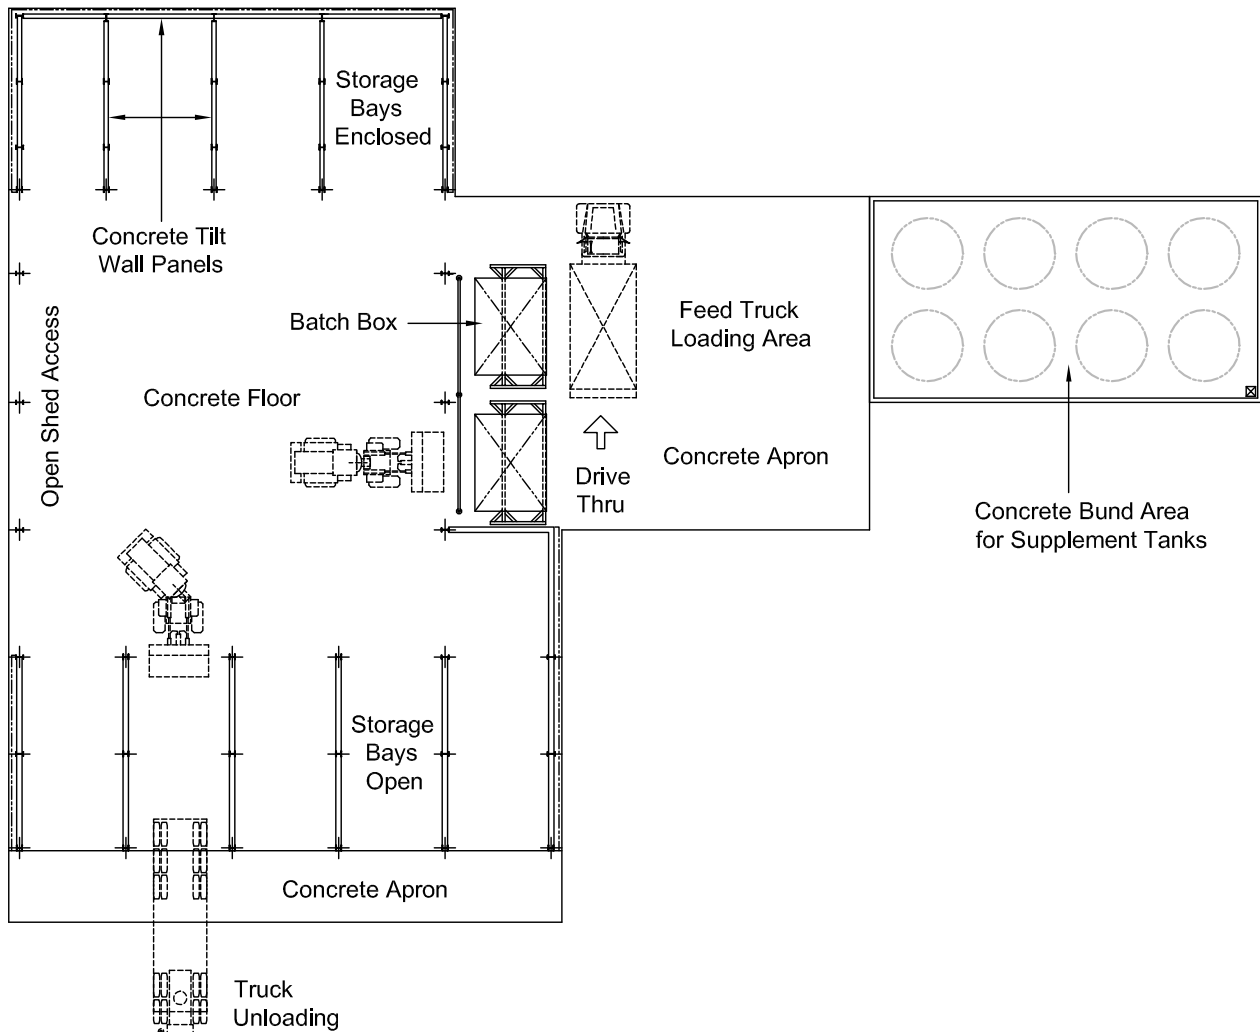 Storage
Bays
Enclosed
Concrete Tilt
Wall Panels
Batch Box
Feed Truck
Loading Area
Open Shed Access
Concrete Floor
Concrete Apron
Drive
Thru
Concrete Bund Area
for Supplement Tanks
Storage
Bays
Open
Concrete Apron
Truck
Unloading